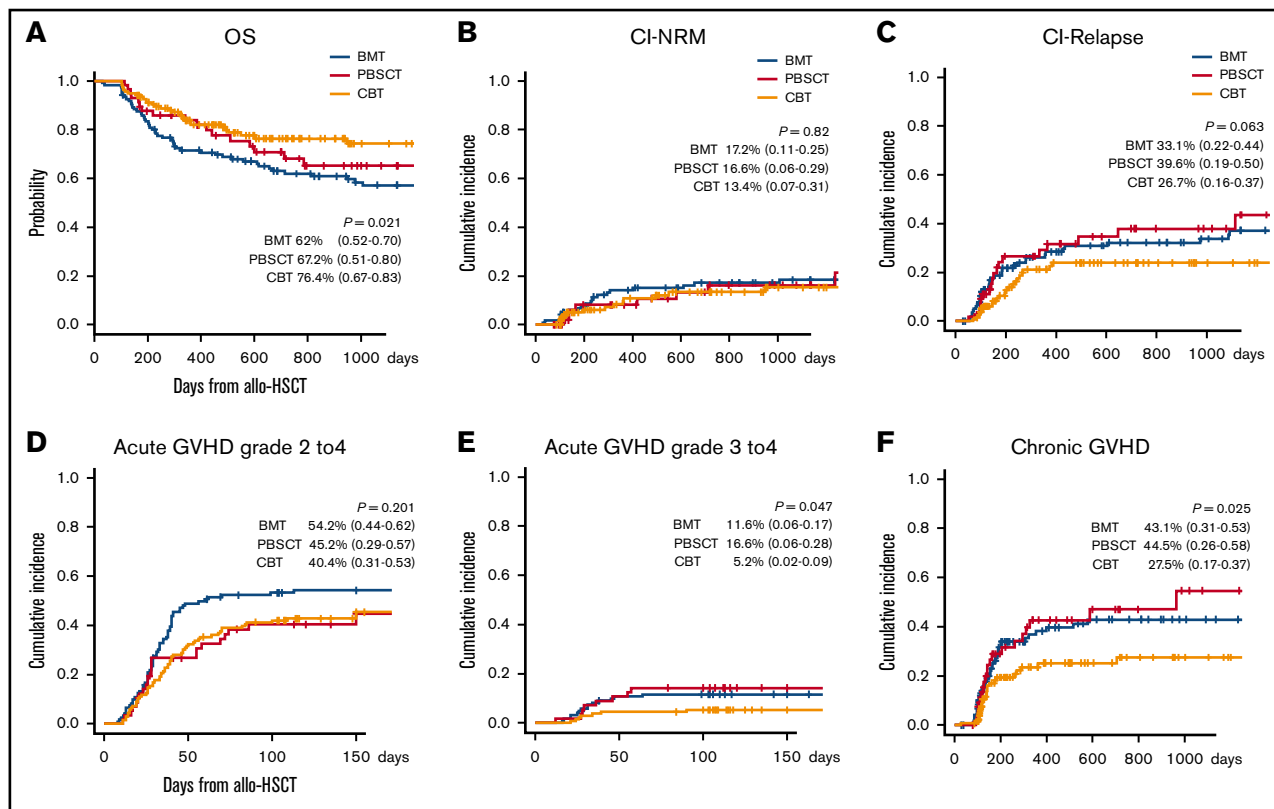 A
OS
BMT
PBSCT
CBT
1.0
0.8
0.6
0.4
0.2
0.0
Probability
P = 0.021
BMT 62% (0.52-0.70)
PBSCT 67.2% (0.51-0.80)
CBT 76.4% (0.67-0.83)
0 200 400 600 800 1000 days
Days from allo-HSCT
B
CI-NRM
BMT
PBSCT
CBT
1.0
0.8
0.6
0.4
0.2
0.0
Cumulative incidence
P = 0.82
BMT 17.2% (0.11-0.25)
PBSCT 16.6% (0.06-0.29)
CBT 13.4% (0.07-0.31)
0 200 400 600 800 1000 days
C
CI-Relapse
BMT
PBSCT
CBT
1.0
0.8
0.6
0.4
0.2
0.0
Cumulative incidence
P = 0.063
BMT 33.1% (0.22-0.44)
PBSCT 39.6% (0.19-0.50)
CBT 26.7% (0.16-0.37)
0 200 400 600 800 1000 days
D
Acute GVHD grade 2 to4
1.0
0.8
0.6
0.4
0.2
0.0
Cumulative incidence
P = 0.201
BMT 54.2% (0.44-0.62)
PBSCT 45.2% (0.29-0.57)
CBT 40.4% (0.31-0.53)
0 50 100 150 days
Days from allo-HSCT
E
Acute GVHD grade 3 to4
1.0
0.8
0.6
0.4
0.2
0.0
Cumulative incidence
P = 0.047
BMT 11.6% (0.06-0.17)
PBSCT 16.6% (0.06-0.28)
CBT 5.2% (0.02-0.09)
0 50 100 150 days
F
Chronic GVHD
1.0
0.8
0.6
0.4
0.2
0.0
Cumulative incidence
P = 0.025
BMT 43.1% (0.31-0.53)
PBSCT 44.5% (0.26-0.58)
CBT 27.5% (0.17-0.37)
0 200 400 600 800 1000 days